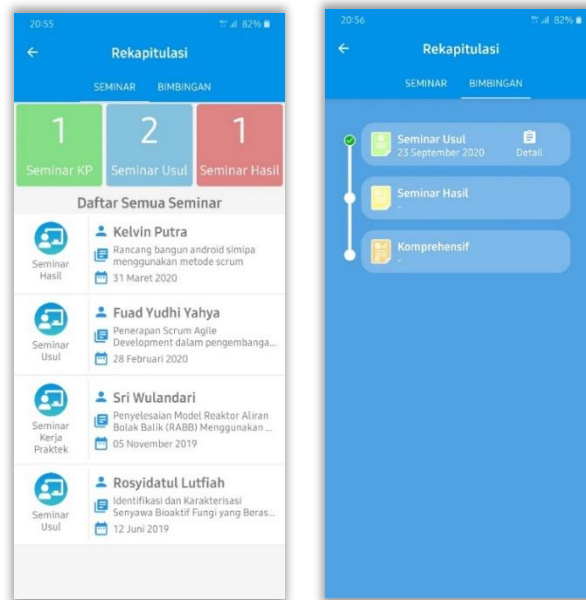 20:55
82%
Rekapitulasi
SEMINAR BIMBINGAN
1 2 1
Seminar KP Seminar Usul Seminar Hasil
Daftar Semua Seminar
Kelvin Putra
Rancang bangun android simipa
menggunakan metode scrum
31 Maret 2020
Seminar
Hasil
Fuad Yudhi Yahya
Penerapan Scrum Agile
Development dalam pengembanga...
28 Februari 2020
Seminar
Usul
Sri Wulandari
Penyelesaian Model Reaktor Aliran
Bolak Balik (RABB) Menggunakan ...
05 November 2019
Seminar
Kerja
Praktek
Rosyidatul Lutfiah
Identifikasi dan Karakterisasi
Senyawa Bioaktif Fungi yang Beras...
12 Juni 2019
Seminar
Usul
20:56
82%
Rekapitulasi
SEMINAR BIMBINGAN
Seminar Usul
23 September 2020 Detail
Seminar Hasil
-
Komprehensif
-